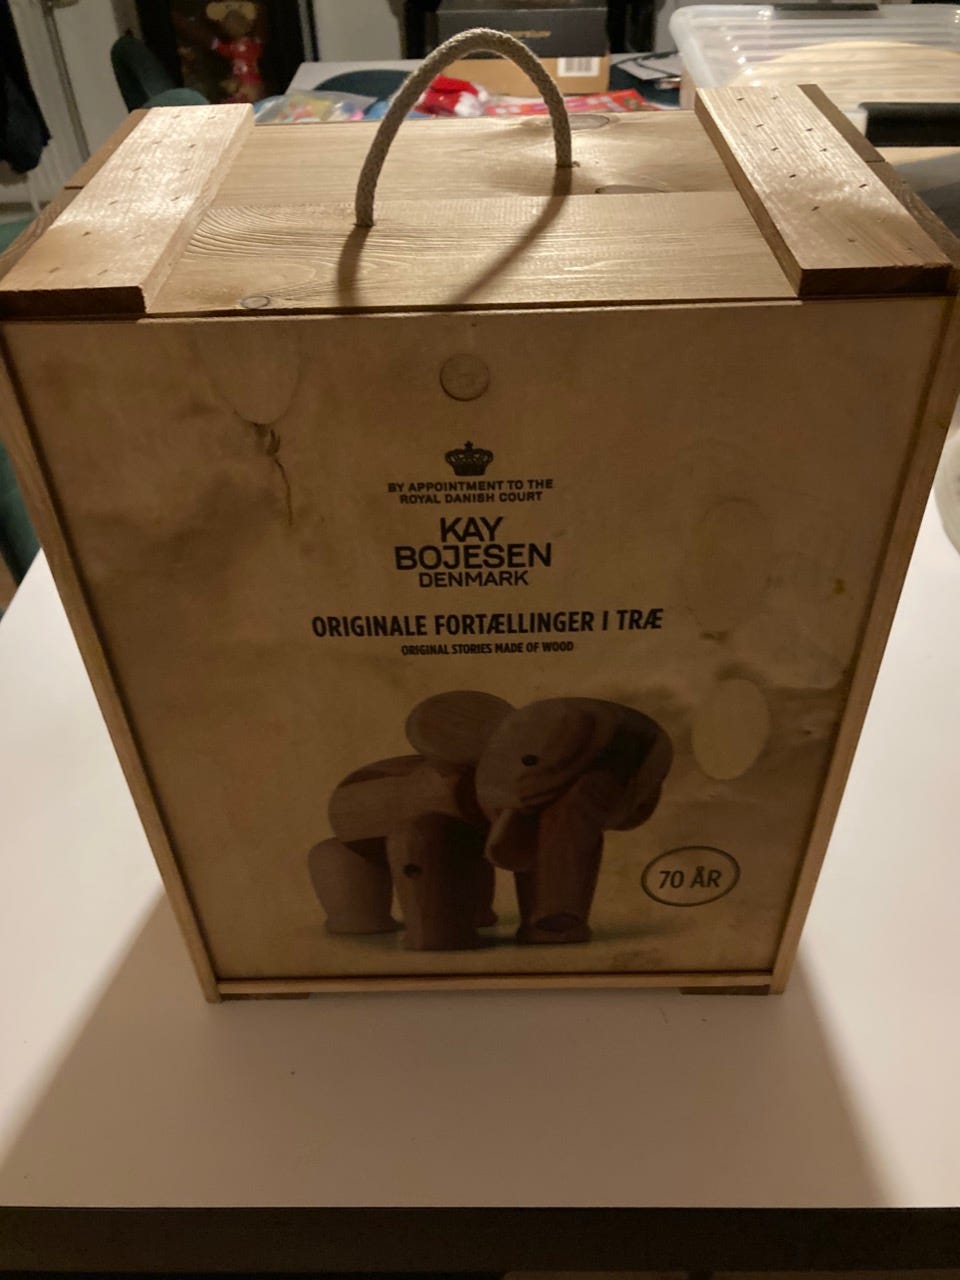 BY APPOINTMENT TO THE
ROYAL DANISH COURT
KAY
BOJESEN
DENMARK
ORIGINALE FORTÆLLINGER I TRÆ
ORIGINAL STORIES MADE OF WOOD
70 ÅR